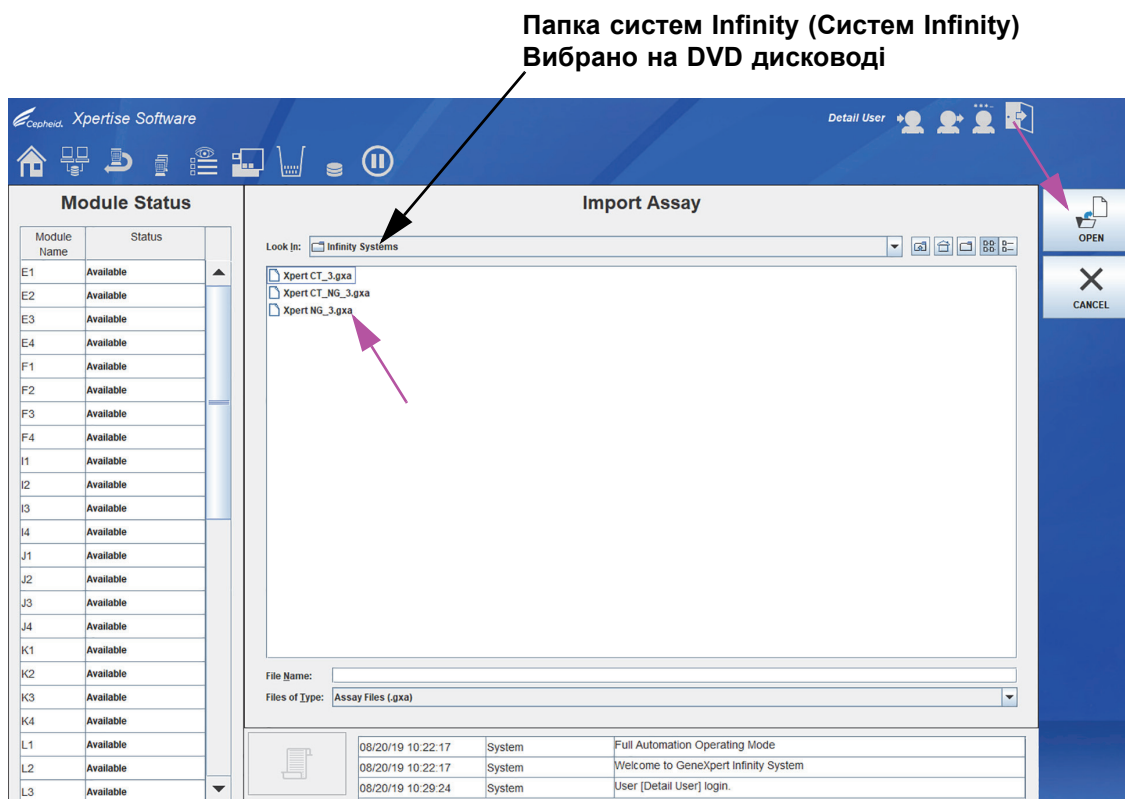 Папка систем Infinity (Систем Infinity)
Вибрано на DVD дисководі
Cepheid. Xpertise Software
Detail User
Module Status
Module Name
Status
E1 Available
E2 Available
E3 Available
E4 Available
F1 Available
F2 Available
F3 Available
F4 Available
I1 Available
I2 Available
I3 Available
I4 Available
J1 Available
J2 Available
J3 Available
J4 Available
K1 Available
K2 Available
K3 Available
K4 Available
L1 Available
L2 Available
L3 Available
Import Assay
Look In: Infinity Systems
Xpert CT_3.gxa
Xpert CT_NG_3.gxa
Xpert NG_3.gxa
File Name:
Files of Type: Assay Files (.gxa)
08/20/19 10:22:17 System Full Automation Operating Mode
08/20/19 10:22:17 System Welcome to GeneXpert Infinity System
08/20/19 10:29:24 System User [Detail User] login.
OPEN
CANCEL